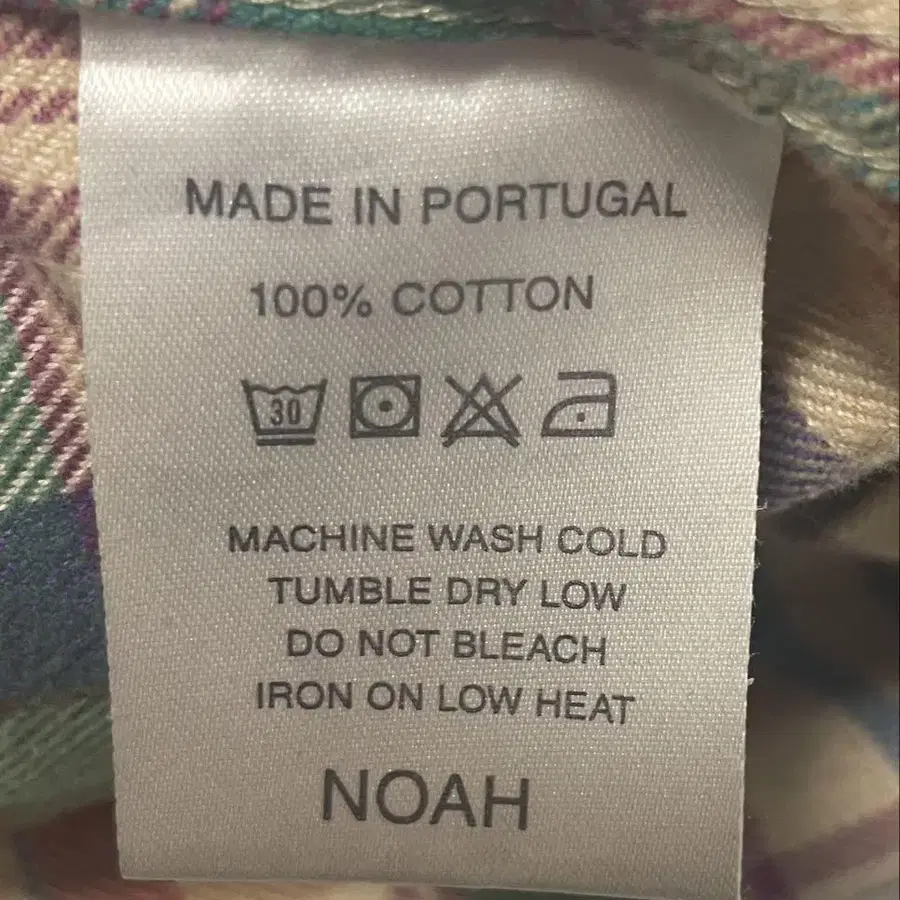 MADE IN PORTUGAL
100% COTTON
30
MACHINE WASH COLD
TUMBLE DRY LOW
DO NOT BLEACH
IRON ON LOW HEAT
NOAH